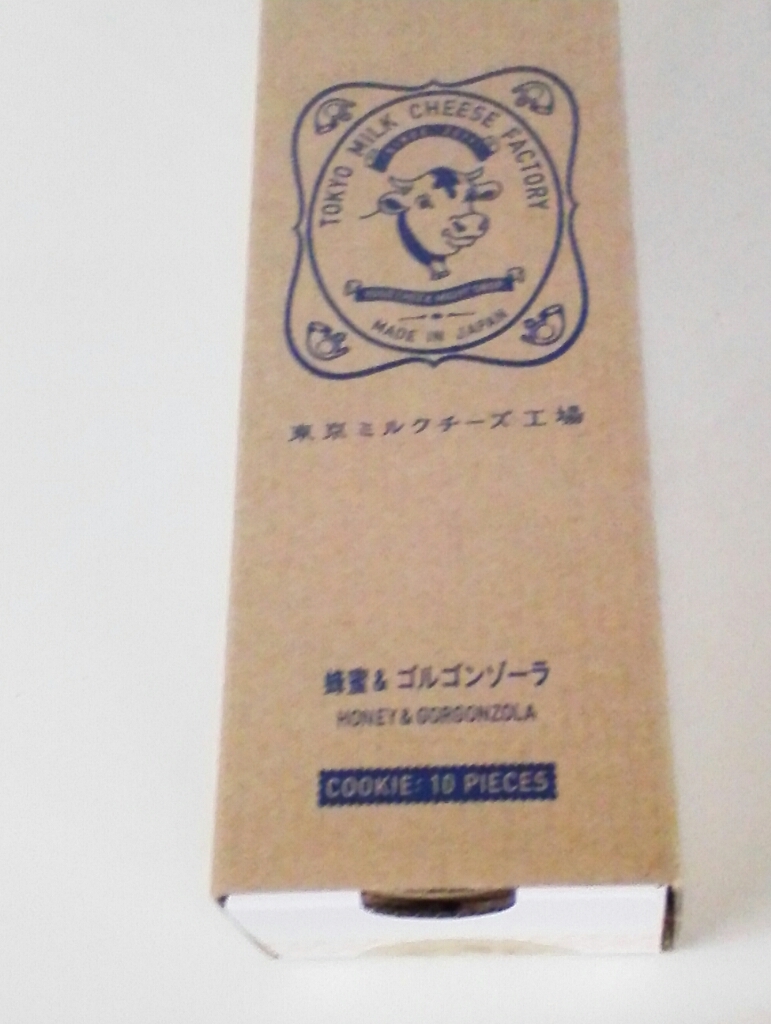 TOKYO MILK CHEESE FACTORY
MADE IN JAPAN
東京ミルクチーズ工場
蜂蜜 & ゴルゴンゾーラ
HONEY & GORGONZOLA
COOKIE: 10 PIECES